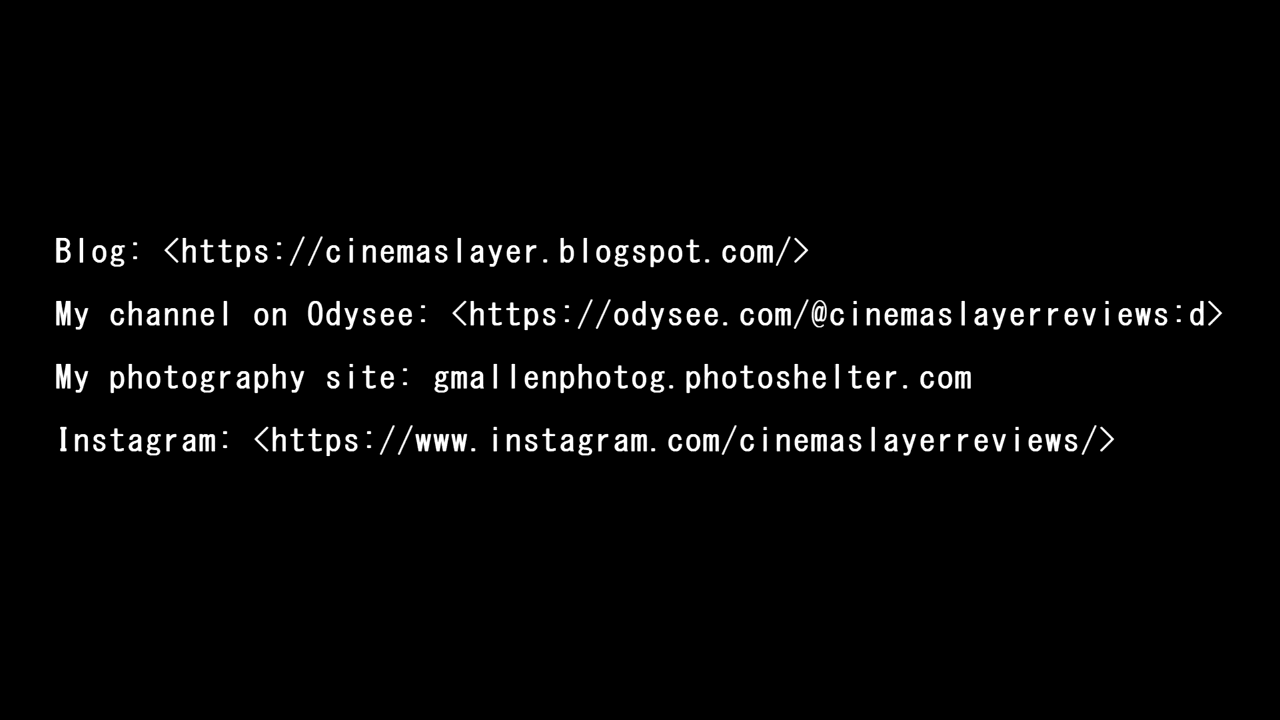 Blog: <https://cinemaslayer.blogspot.com/>
My channel on Odysee: <https://odysee.com/@cinemaslayerreviews:d>
My photography site: gmallenphotog.photoshelter.com
Instagram: <https://www.instagram.com/cinemaslayerreviews/>